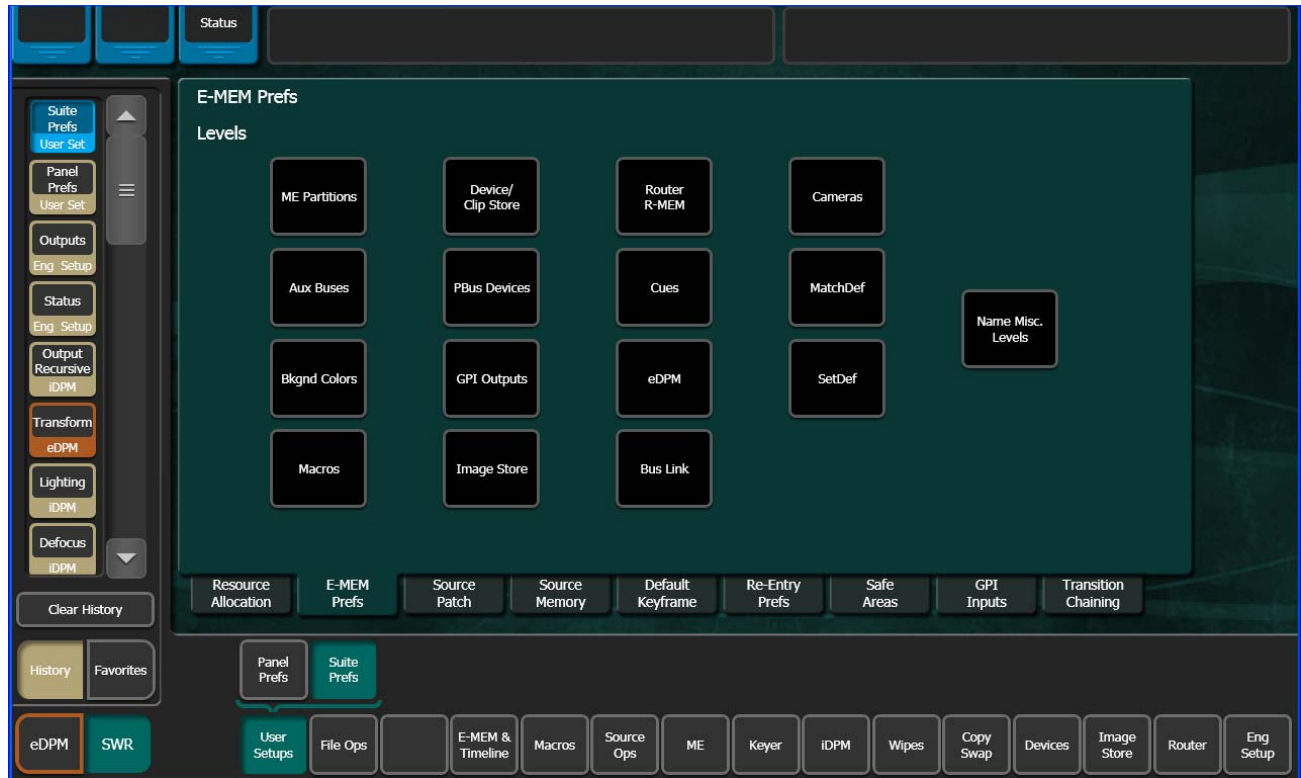 Status
E-MEM Prefs
Levels
Suite
Prefs
User Set
Panel
Prefs
User Set
Outputs
Eng Setup
Status
Eng Setup
Output
Recursive
iDPM
Transform
eDPM
Lighting
iDPM
Defocus
iDPM
Clear History
History
Favorites
eDPM
SWR
ME Partitions
Device/
Clip Store
Router
R-MEM
Cameras
Aux Buses
PBus Devices
Cues
MatchDef
Name Misc.
Levels
Bkgnd Colors
GPI Outputs
eDPM
SetDef
Macros
Image Store
Bus Link
Resource
Allocation
E-MEM
Prefs
Source
Patch
Source
Memory
Default
Keyframe
Re-Entry
Prefs
Safe
Areas
GPI
Inputs
Transition
Chaining
Panel
Prefs
Suite
Prefs
User
Setups
File Ops
E-MEM &
Timeline
Macros
Source
Ops
ME
Keyer
iDPM
Wipes
Copy
Swap
Devices
Image
Store
Router
Eng
Setup